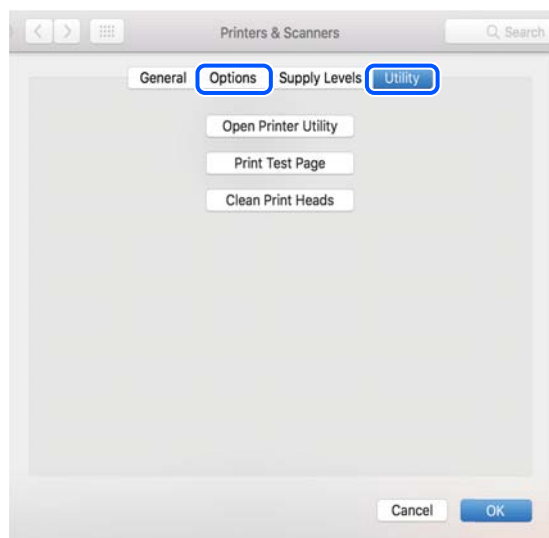 Printers & Scanners
Search
General Options Supply Levels Utility
Open Printer Utility
Print Test Page
Clean Print Heads
Cancel OK